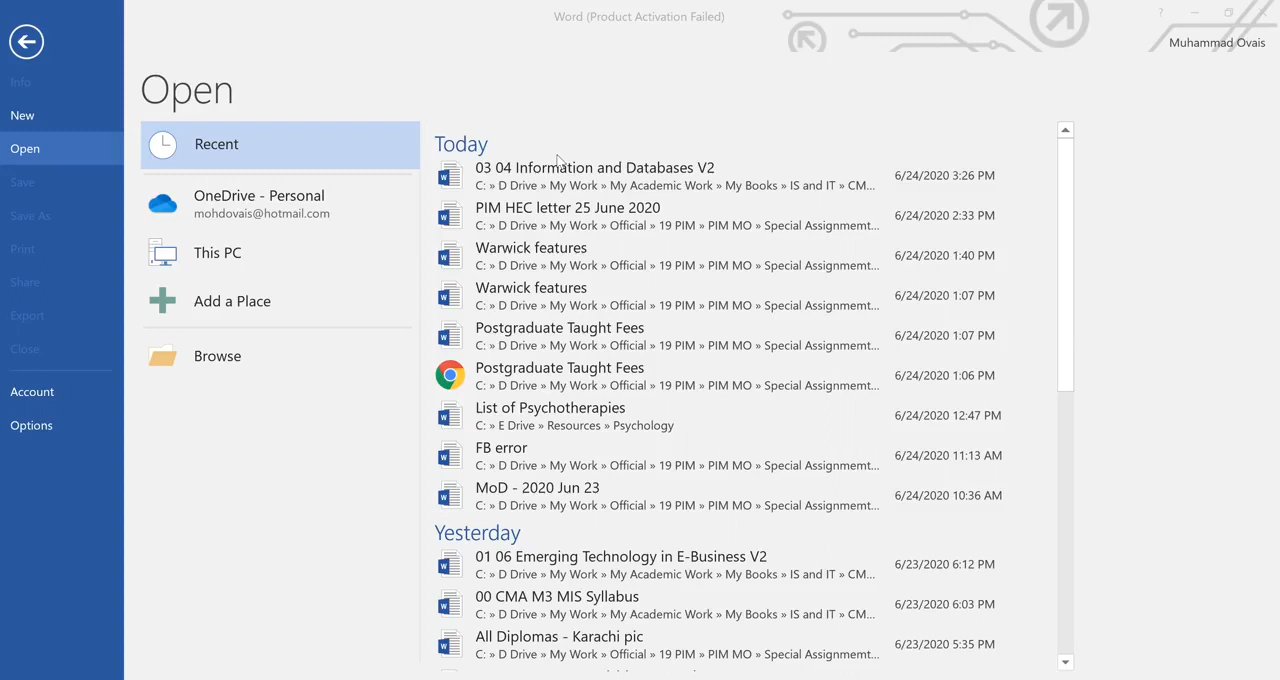 Word (Product Activation Failed)
?
Muhammad Ovais
Info
New
Open
Save
Save As
Print
Share
Export
Close
Account
Options
Open
Recent
OneDrive - Personal
mohdovais@hotmail.com
This PC
Add a Place
Browse
Today
03 04 Information and Databases V2
C: » D Drive » My Work » My Academic Work » My Books » IS and IT » CM... 6/24/2020 3:26 PM
PIM HEC letter 25 June 2020
C: » D Drive » My Work » Official » 19 PIM » PIM MO » Special Assignmemt... 6/24/2020 2:33 PM
Warwick features
C: » D Drive » My Work » Official » 19 PIM » PIM MO » Special Assignmemt... 6/24/2020 1:40 PM
Warwick features
C: » D Drive » My Work » Official » 19 PIM » PIM MO » Special Assignmemt... 6/24/2020 1:07 PM
Postgraduate Taught Fees
C: » D Drive » My Work » Official » 19 PIM » PIM MO » Special Assignmemt... 6/24/2020 1:07 PM
Postgraduate Taught Fees
C: » D Drive » My Work » Official » 19 PIM » PIM MO » Special Assignmemt... 6/24/2020 1:06 PM
List of Psychotherapies
C: » E Drive » Resources » Psychology 6/24/2020 12:47 PM
FB error
C: » D Drive » My Work » Official » 19 PIM » PIM MO » Special Assignmemt... 6/24/2020 11:13 AM
MoD - 2020 Jun 23
C: » D Drive » My Work » Official » 19 PIM » PIM MO » Special Assignmemt... 6/24/2020 10:36 AM
Yesterday
01 06 Emerging Technology in E-Business V2
C: » D Drive » My Work » My Academic Work » My Books » IS and IT » CM... 6/23/2020 6:12 PM
00 CMA M3 MIS Syllabus
C: » D Drive » My Work » My Academic Work » My Books » IS and IT » CM... 6/23/2020 6:03 PM
All Diplomas - Karachi pic
C: » D Drive » My Work » Official » 19 PIM » PIM MO » Special Assignmemt... 6/23/2020 5:35 PM